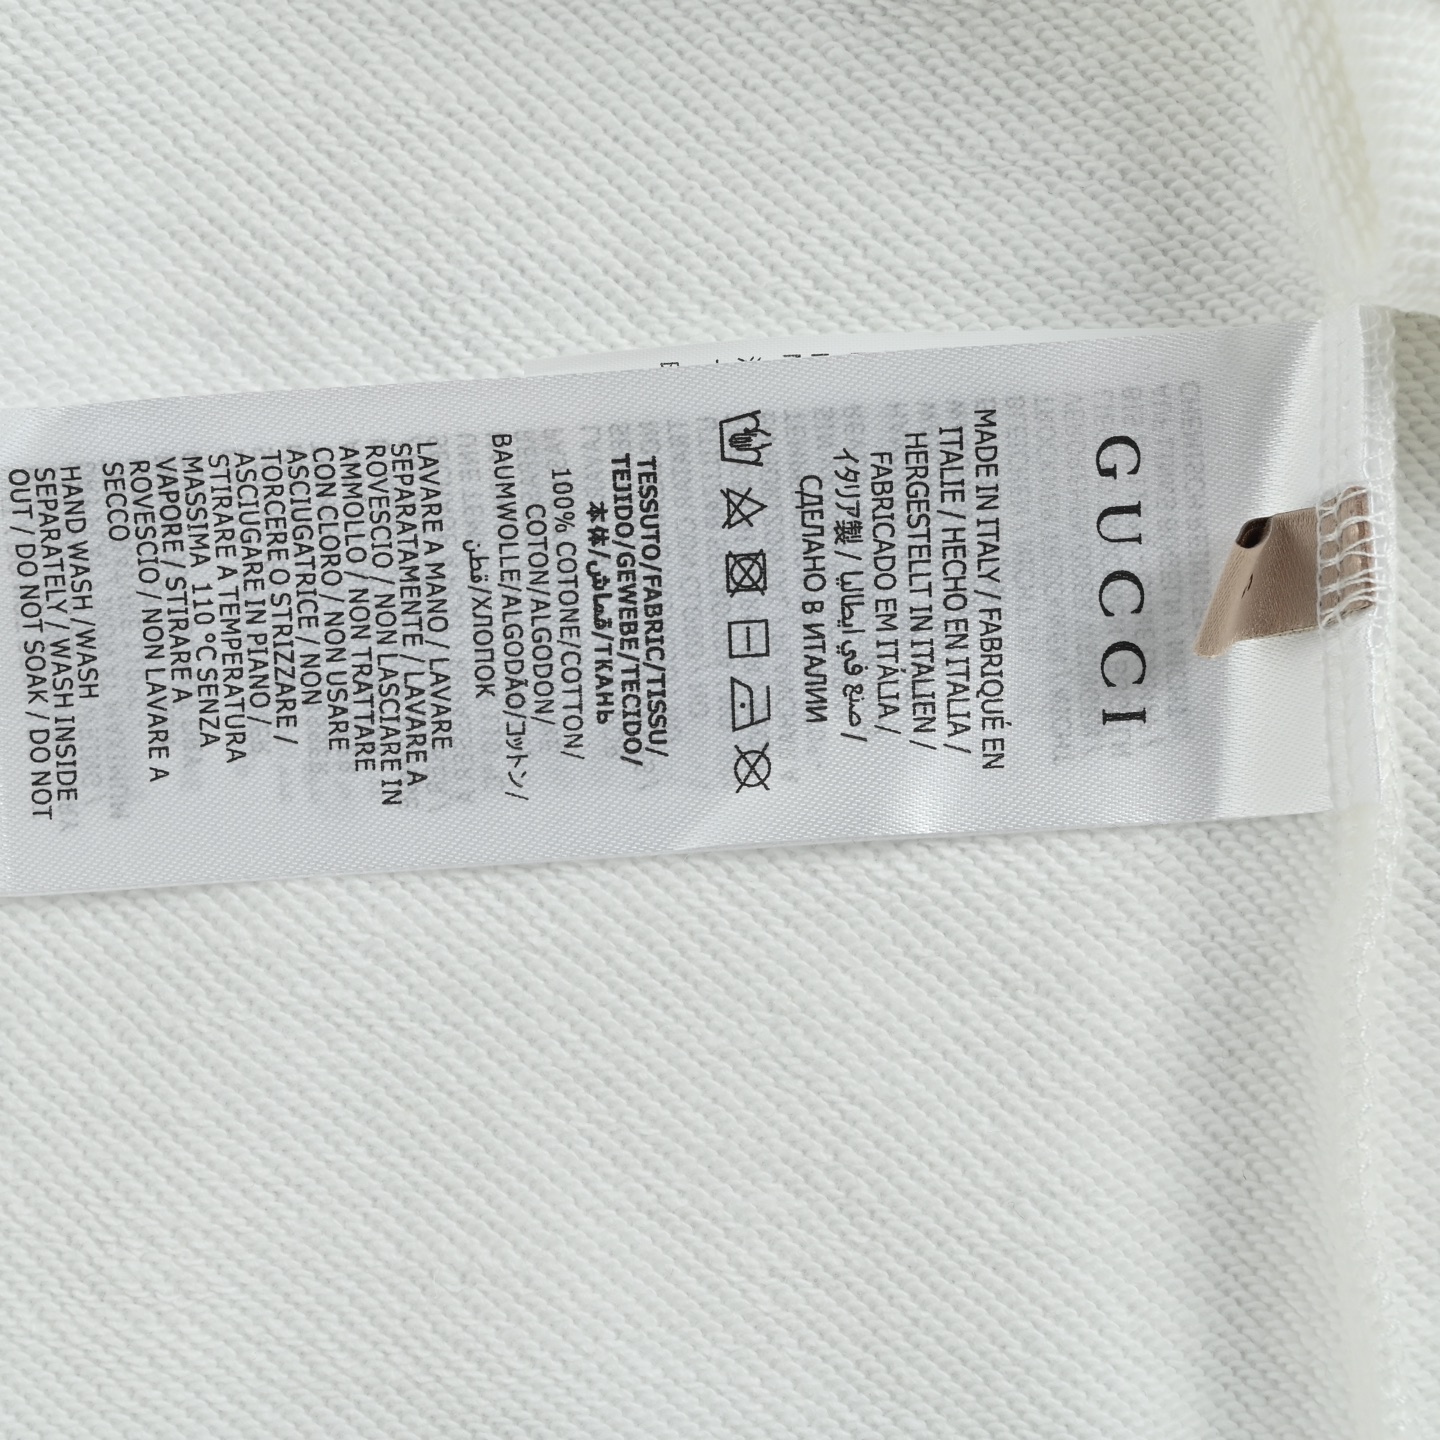 GUCCI
MADE IN ITALY / FABRIQUÉ EN
ITALIE / HECHO EN ITALIA /
HERGESTELLT IN ITALIEN /
FABRICADO EM ITÁLIA /
イタリア製 / صنع في ايطاليا /
СДЕЛАНО В ИТАЛИИ
TESSUTO/FABRIC/TISSU/
TEJIDO/GEWEBE/TECIDO/
本体/قماش/ТКАНЬ
100% COTONE/COTTON/
COTON/ALGODON/
BAUMWOLLE/ALGODÃO/コットン/
قطن/ХЛОПОК
LAVARE A MANO / LAVARE
SEPARATAMENTE / LAVARE A
ROVESCIO / NON LASCIARE IN
AMMOLLO / NON TRATTARE
CON CLORO / NON USARE
ASCIUGATRICE / NON
TORCERE O STRIZZARE /
ASCIUGARE IN PIANO /
STIRARE A TEMPERATURA
MASSIMA 110 °C SENZA
VAPORE / STIRARE A
ROVESCIO / NON LAVARE A
SECCO
HAND WASH /WASH
SEPARATELY / WASH INSIDE
OUT / DO NOT SOAK / DO NOT